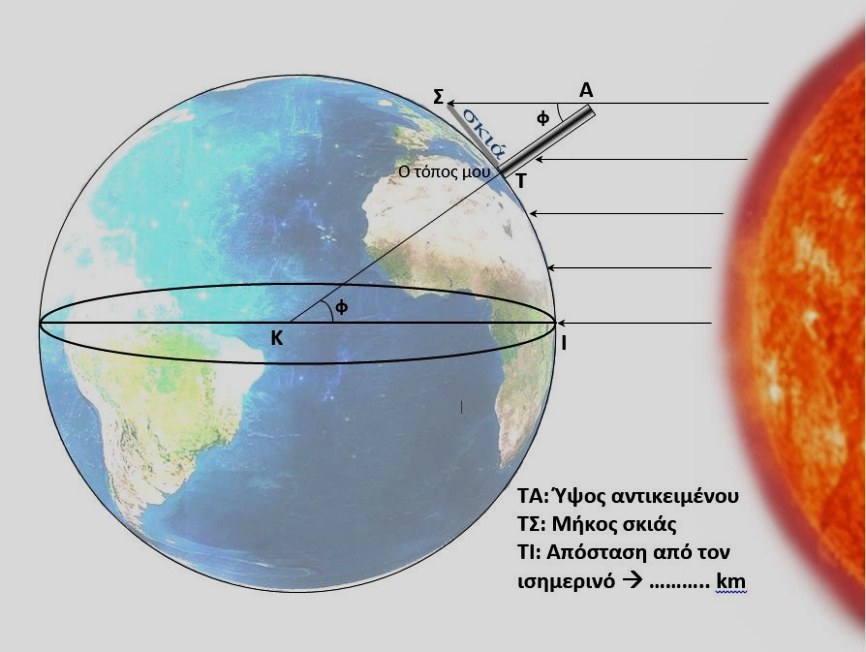 Σ
Α
φ
σκιά
Ο τόπος μου
Τ
φ
Κ
Ι
ΤΑ: Ύψος αντικειμένου
ΤΣ: Μήκος σκιάς
ΤΙ: Απόσταση από τον
ισημερινό → ……….. km